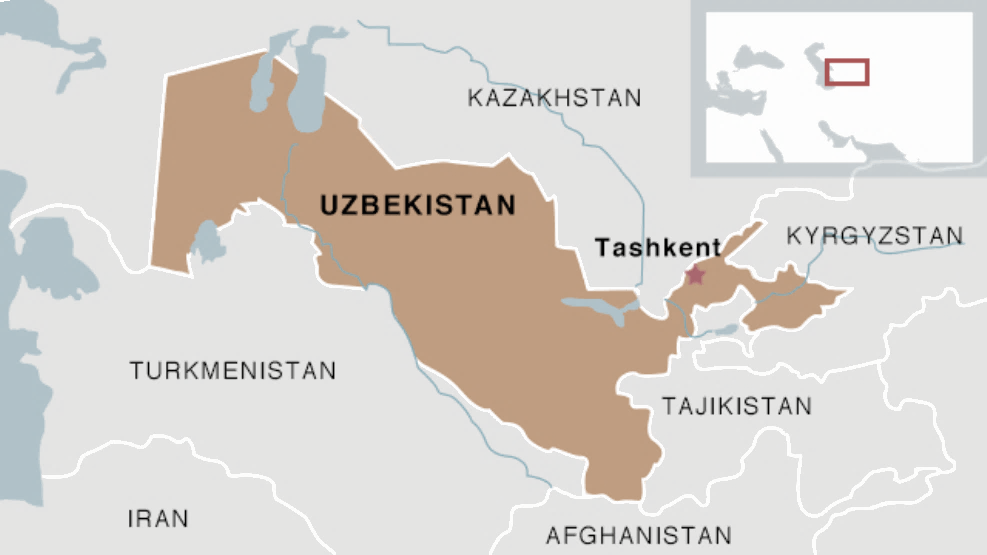 KAZAKHSTAN
UZBEKISTAN
Tashkent
KYRGYZSTAN
TURKMENISTAN
TAJIKISTAN
IRAN
AFGHANISTAN